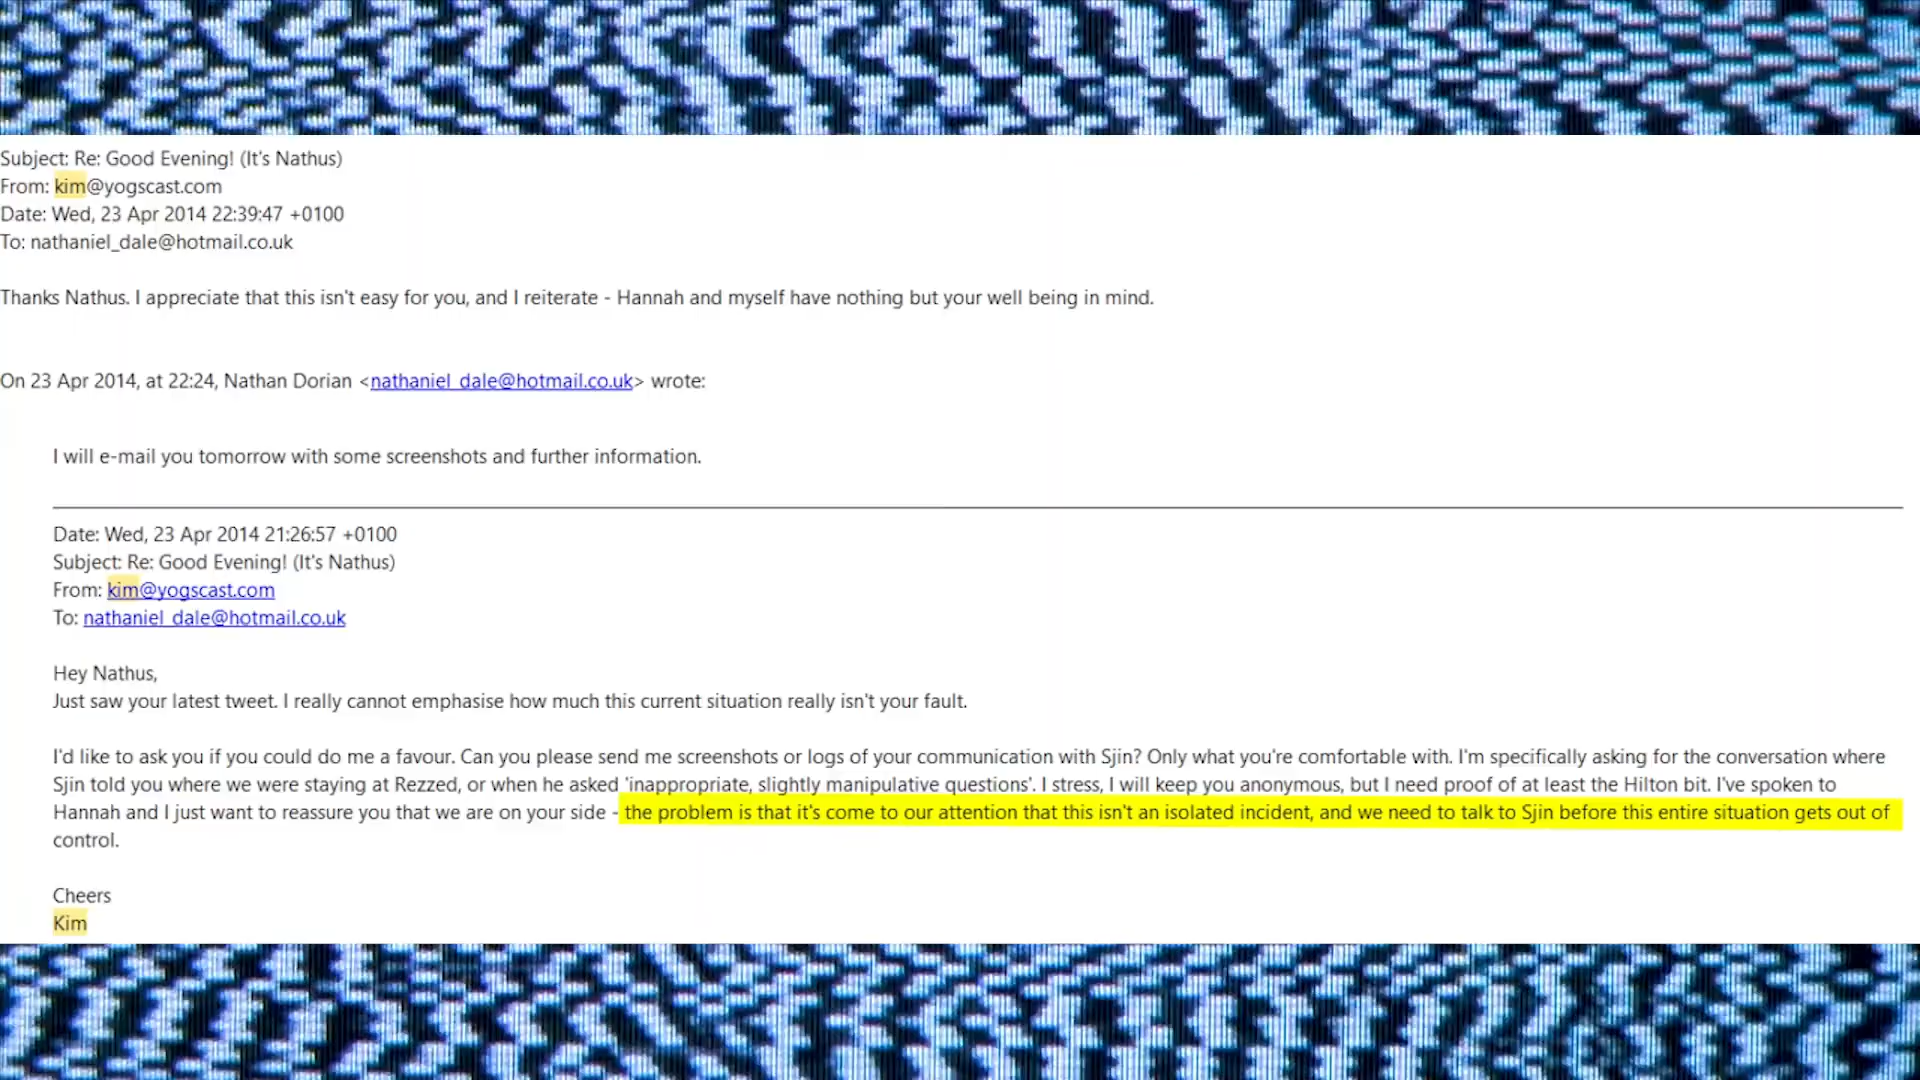 Subject: Re: Good Evening! (It's Nathus)
From: kim@yogscast.com
Date: Wed, 23 Apr 2014 22:39:47 +0100
To: nathaniel_dale@hotmail.co.uk
Thanks Nathus. I appreciate that this isn't easy for you, and I reiterate - Hannah and myself have nothing but your well being in mind.
On 23 Apr 2014, at 22:24, Nathan Dorian <nathaniel_dale@hotmail.co.uk> wrote:
I will e-mail you tomorrow with some screenshots and further information.
Date: Wed, 23 Apr 2014 21:26:57 +0100
Subject: Re: Good Evening! (It's Nathus)
From: kim@yogscast.com
To: nathaniel_dale@hotmail.co.uk
Hey Nathus,
Just saw your latest tweet. I really cannot emphasise how much this current situation really isn't your fault.
I'd like to ask you if you could do me a favour. Can you please send me screenshots or logs of your communication with Sjin? Only what you're comfortable with. I'm specifically asking for the conversation where
Sjin told you where we were staying at Rezzed, or when he asked 'inappropriate, slightly manipulative questions'. I stress, I will keep you anonymous, but I need proof of at least the Hilton bit. I've spoken to
Hannah and I just want to reassure you that we are on your side - the problem is that it's come to our attention that this isn't an isolated incident, and we need to talk to Sjin before this entire situation gets out of
control.
Cheers
Kim